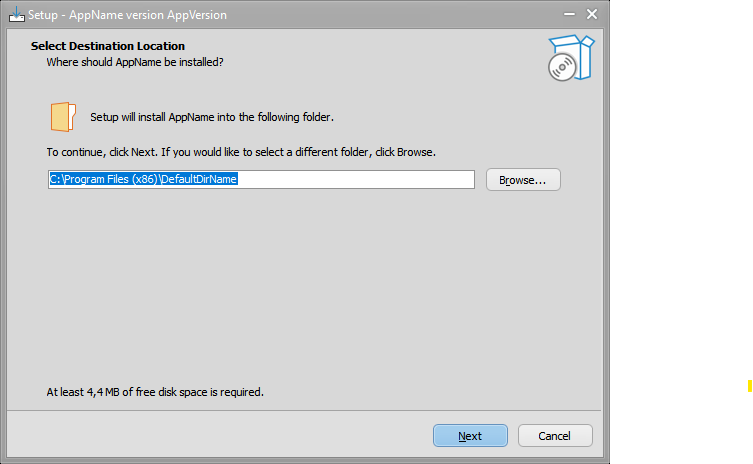 Setup - AppName version AppVersion
Select Destination Location
Where should AppName be installed?
Setup will install AppName into the following folder.
To continue, click Next. If you would like to select a different folder, click Browse.
C:\Program Files (x86)\DefaultDirName
Browse...
At least 4,4 MB of free disk space is required.
Next
Cancel